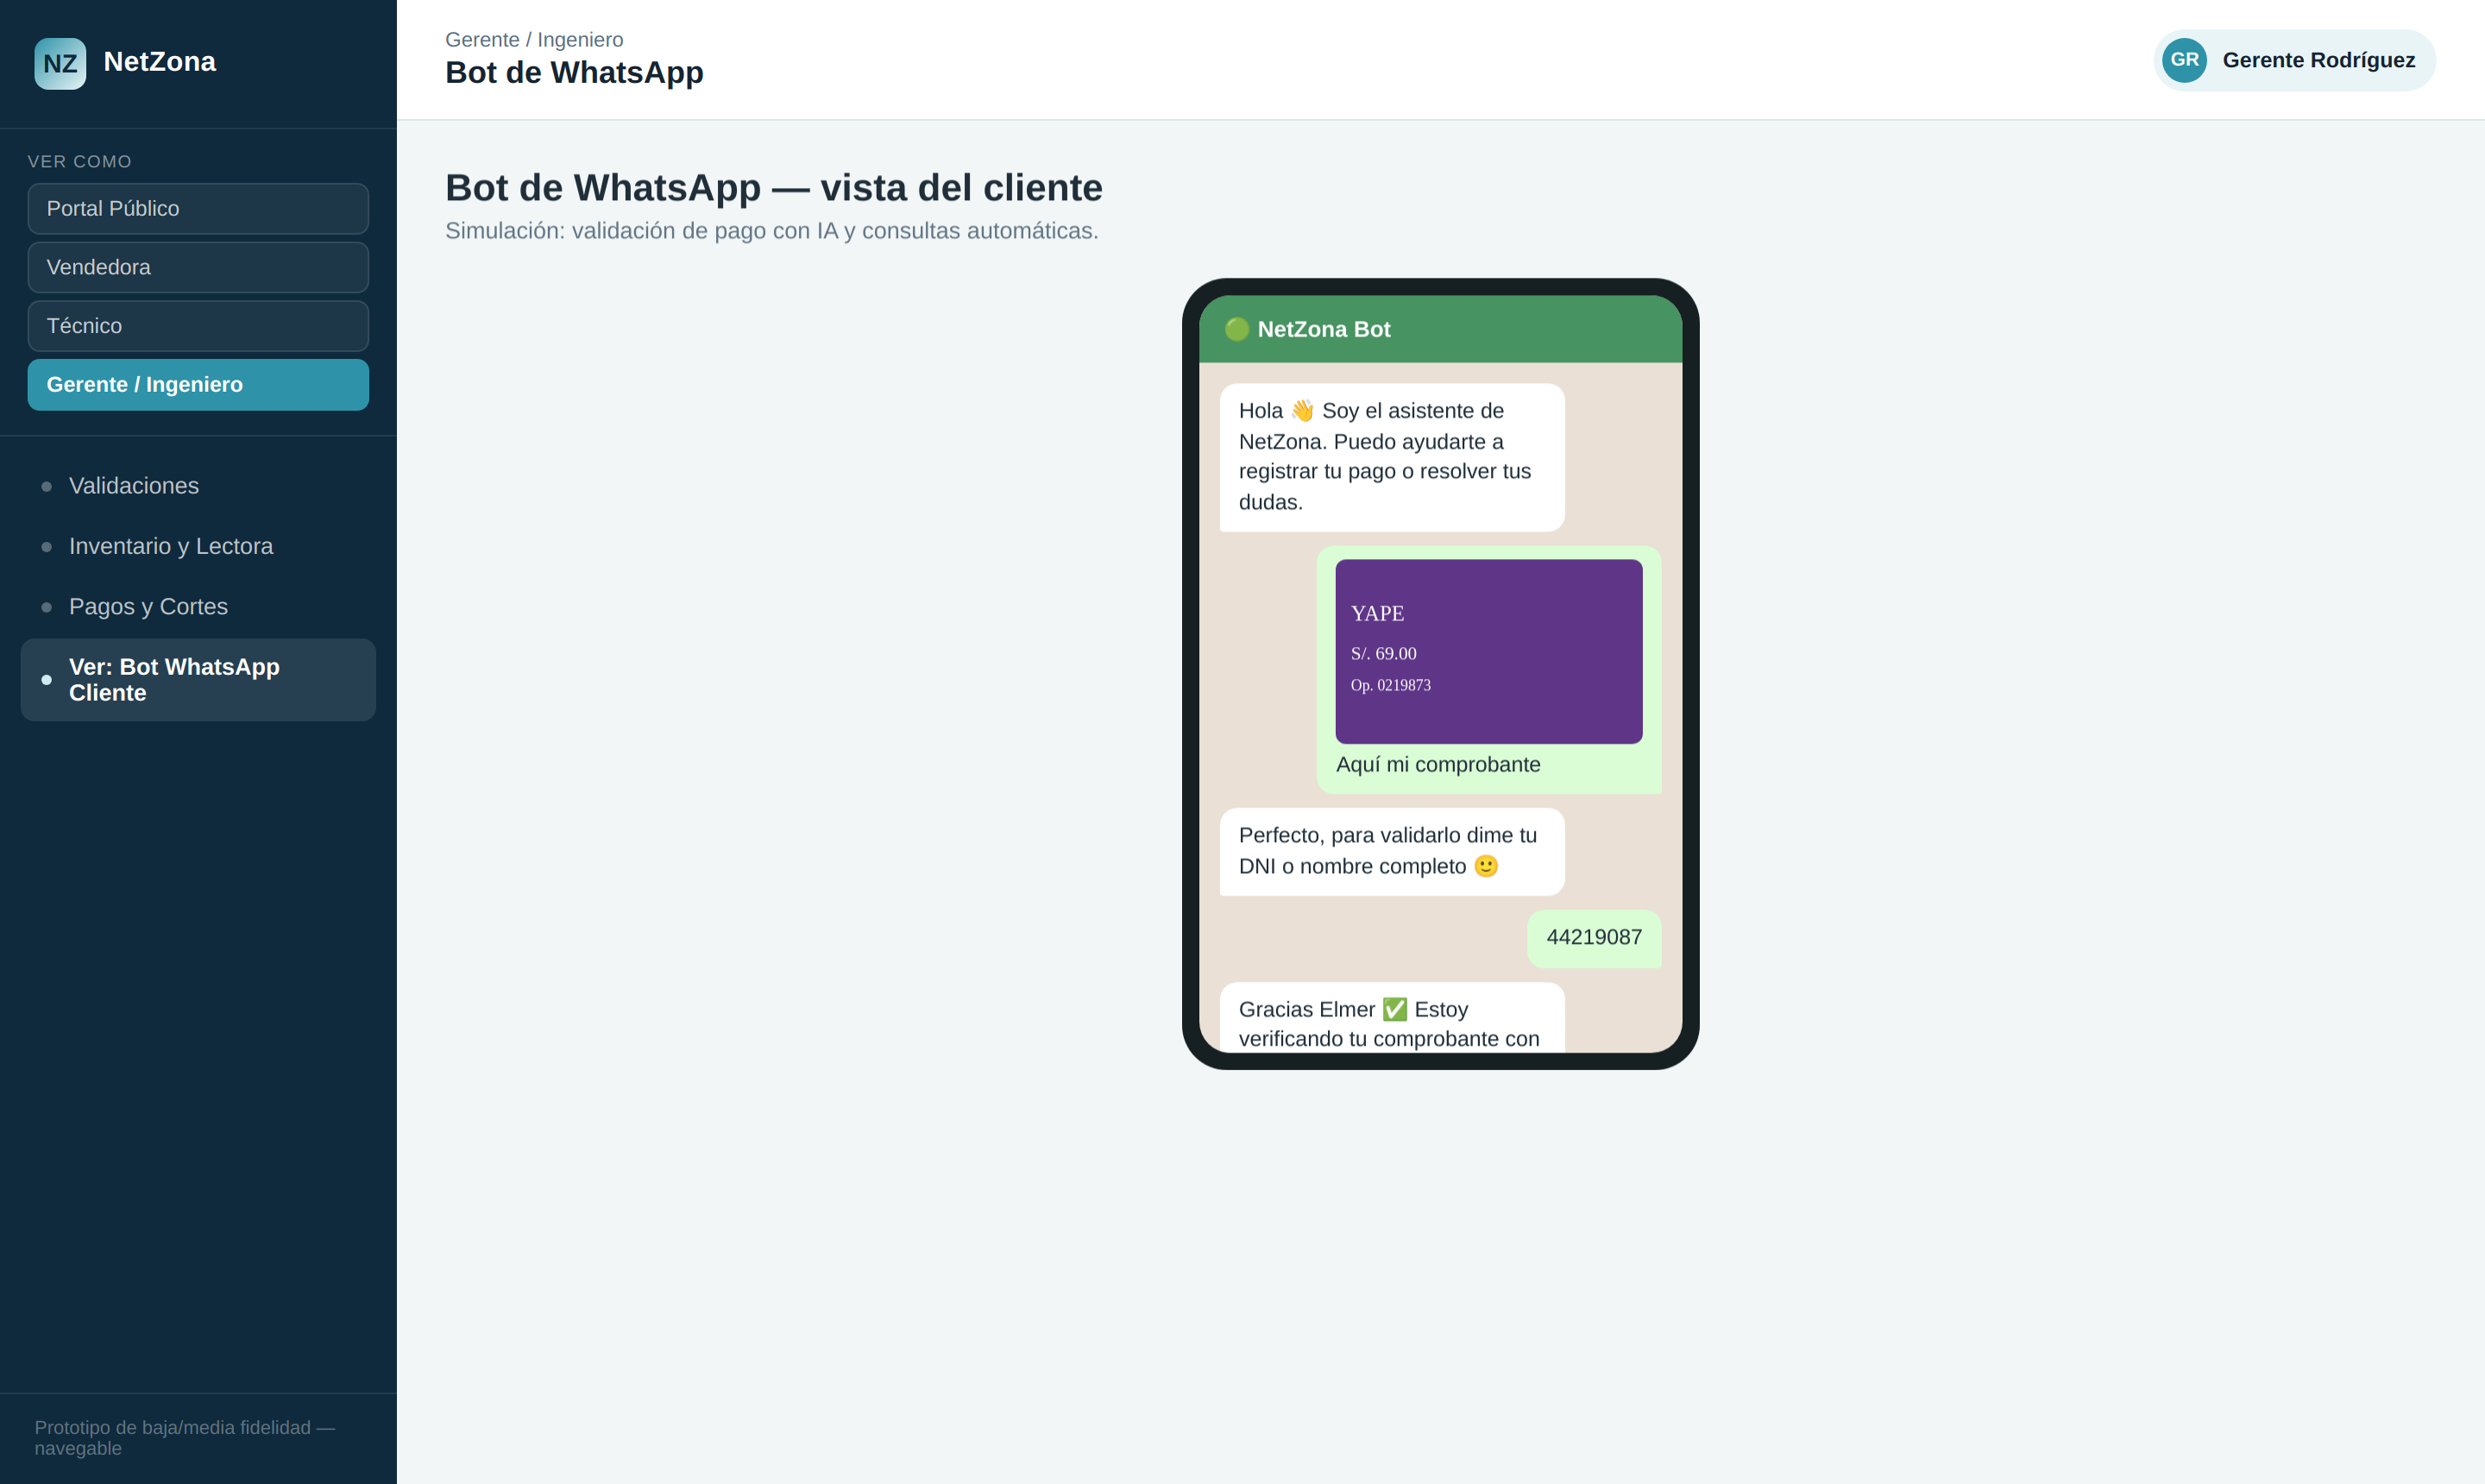 NZ NetZona
VER COMO
Portal Público
Vendedora
Técnico
Gerente / Ingeniero
Validaciones
Inventario y Lectora
Pagos y Cortes
Ver: Bot WhatsApp
Cliente
Prototipo de baja/media fidelidad —
navegable
Gerente / Ingeniero
Bot de WhatsApp
GR Gerente Rodríguez
Bot de WhatsApp — vista del cliente
Simulación: validación de pago con IA y consultas automáticas.
🟢 NetZona Bot
Hola 👋 Soy el asistente de
NetZona. Puedo ayudarte a
registrar tu pago o resolver tus
dudas.
YAPE
S/. 69.00
Op. 0219873
Aquí mi comprobante
Perfecto, para validarlo dime tu
DNI o nombre completo 🙂
44219087
Gracias Elmer ✅ Estoy
verificando tu comprobante con